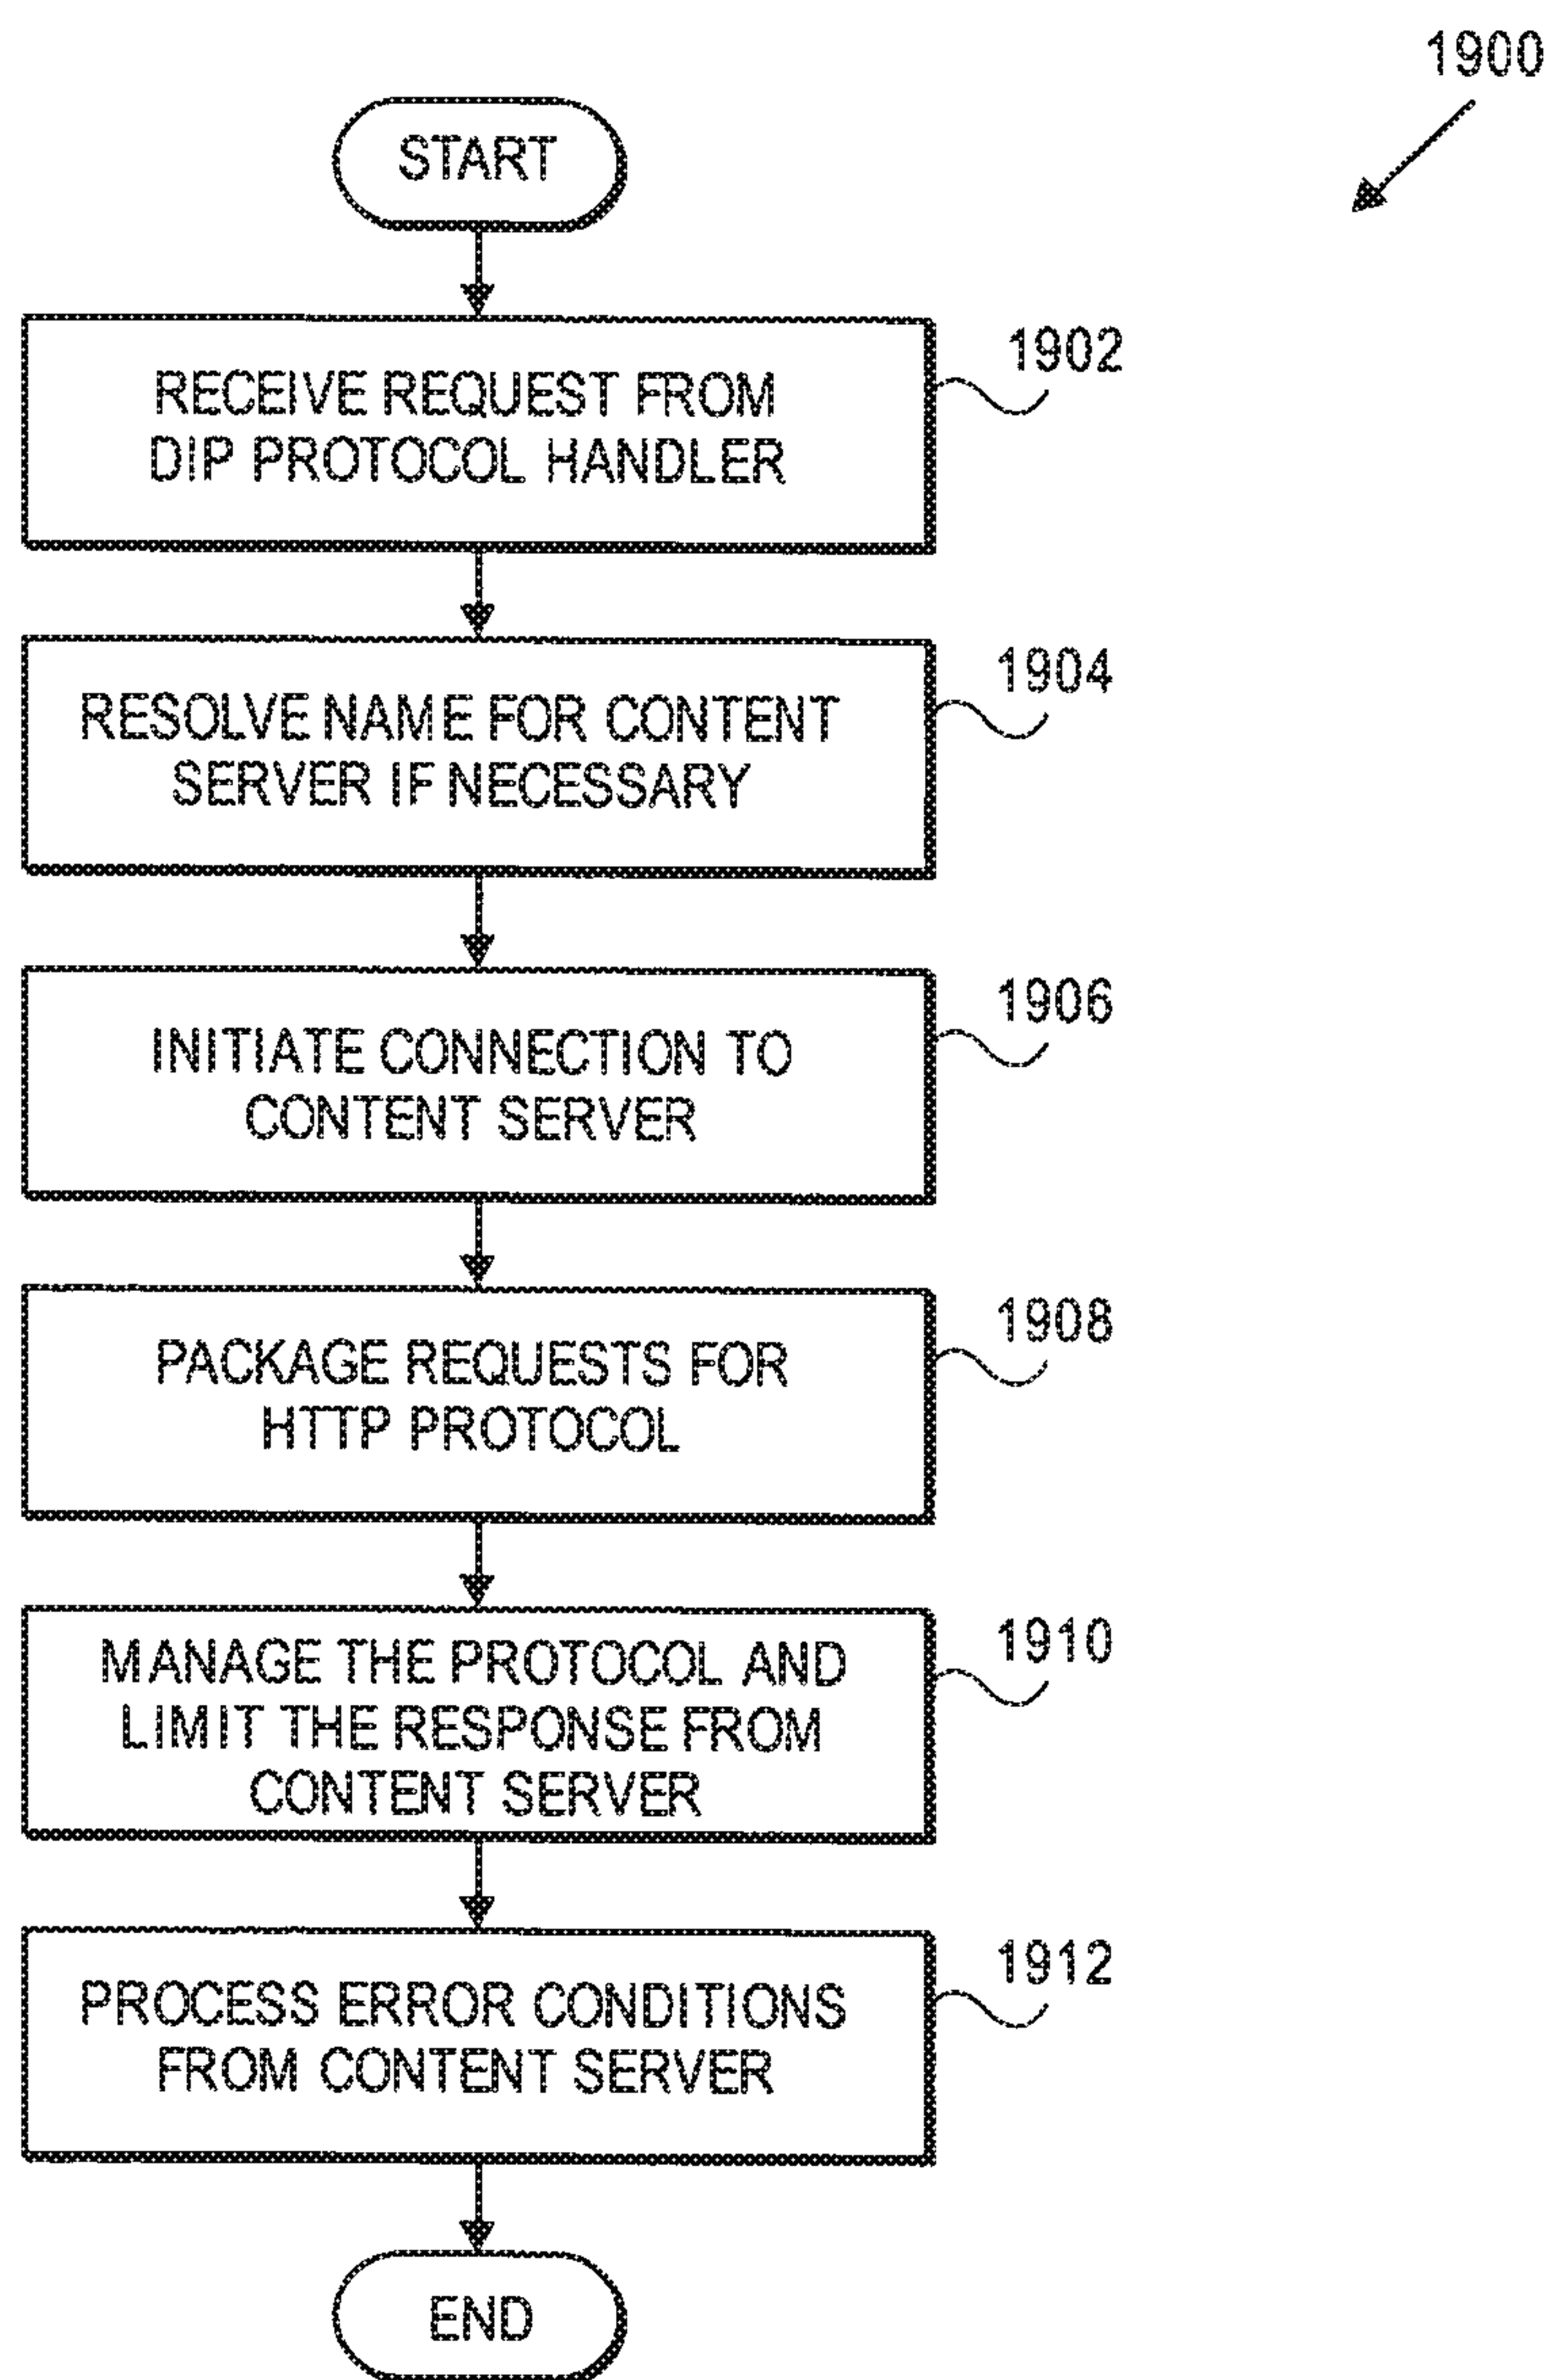 1900
START
RECEIVE REQUEST FROM
DIP PROTOCOL HANDLER
1902
RESOLVE NAME FOR CONTENT
SERVER IF NECESSARY
1904
INITIATE CONNECTION TO
CONTENT SERVER
1906
PACKAGE REQUESTS FOR
HTTP PROTOCOL
1908
MANAGE THE PROTOCOL AND
LIMIT THE RESPONSE FROM
CONTENT SERVER
1910
PROCESS ERROR CONDITIONS
FROM CONTENT SERVER
1912
END